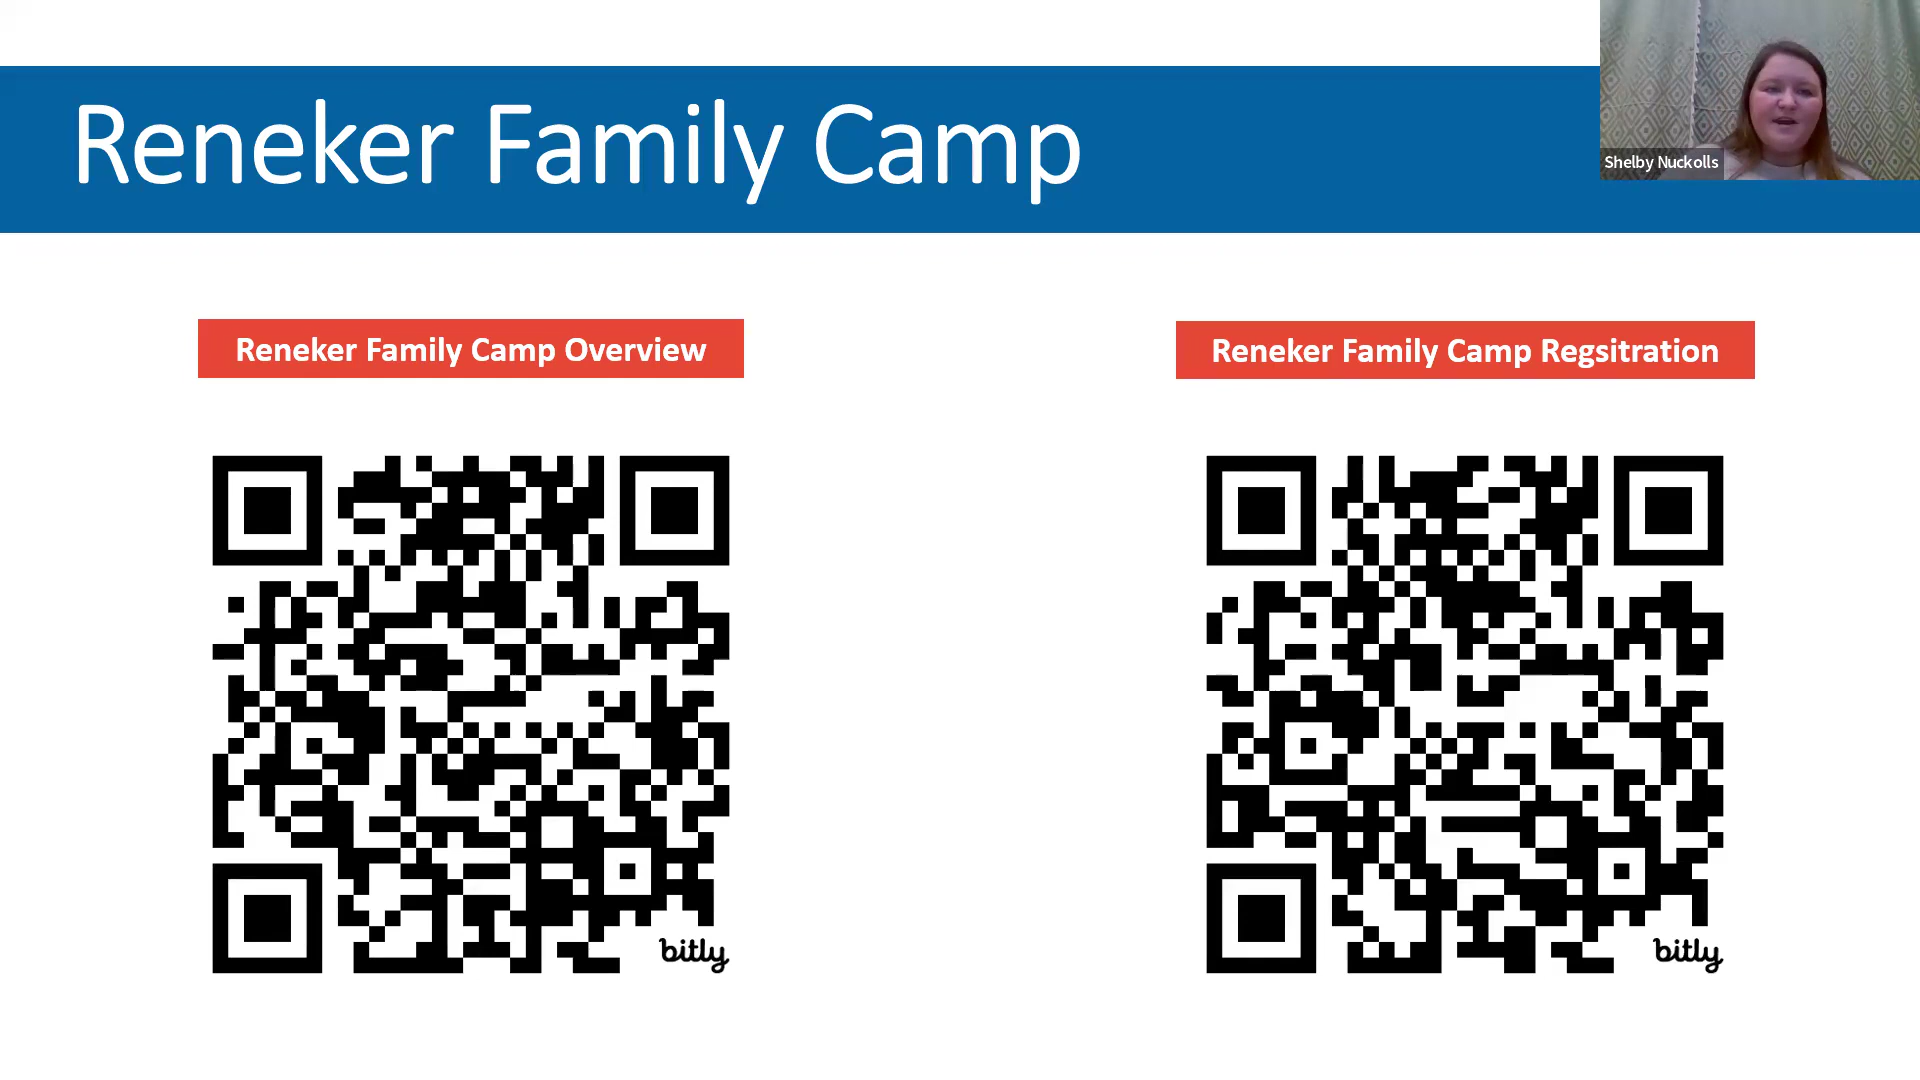 Reneker Family Camp
Shelby Nuckolls
Reneker Family Camp Overview
Reneker Family Camp Regsitration
bitly
bitly